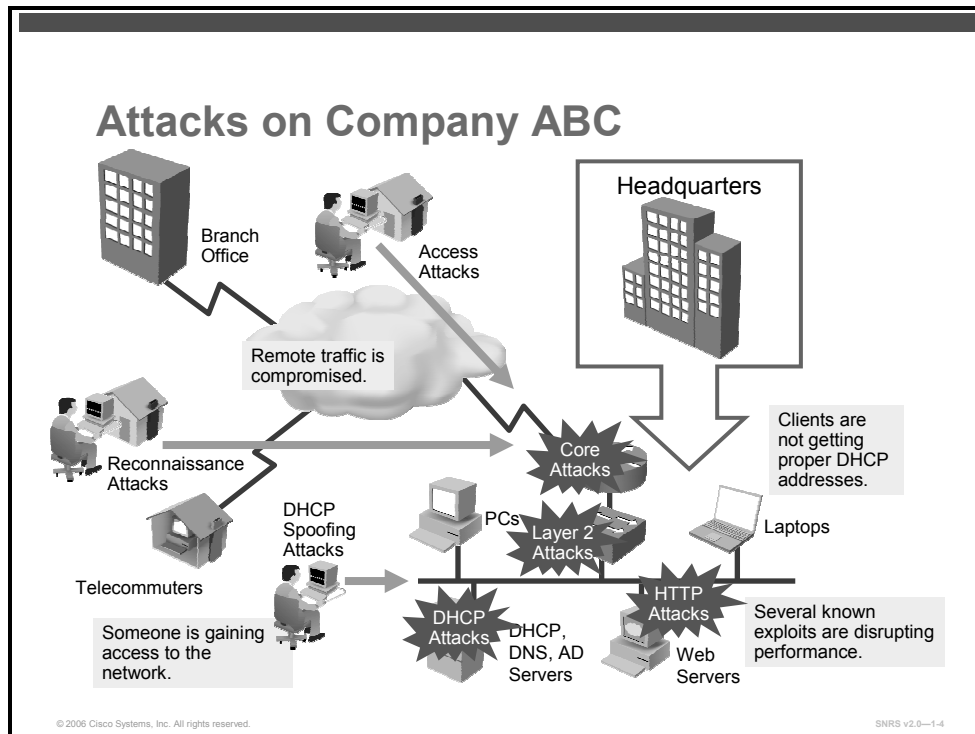 Attacks on Company ABC
Headquarters
Branch
Office
Access
Attacks
Remote traffic is
compromised.
Clients are
not getting
proper DHCP
addresses.
Core
Attacks
Reconnaissance
Attacks
DHCP
Spoofing
Attacks
PCs
Layer 2
Attacks
Laptops
Telecommuters
HTTP
Attacks
DHCP
Attacks
DHCP,
DNS, AD
Servers
Web
Servers
Several known
exploits are disrupting
performance.
Someone is gaining
access to the
network.
© 2006 Cisco Systems, Inc. All rights reserved.
SNRS v2.0—1-4